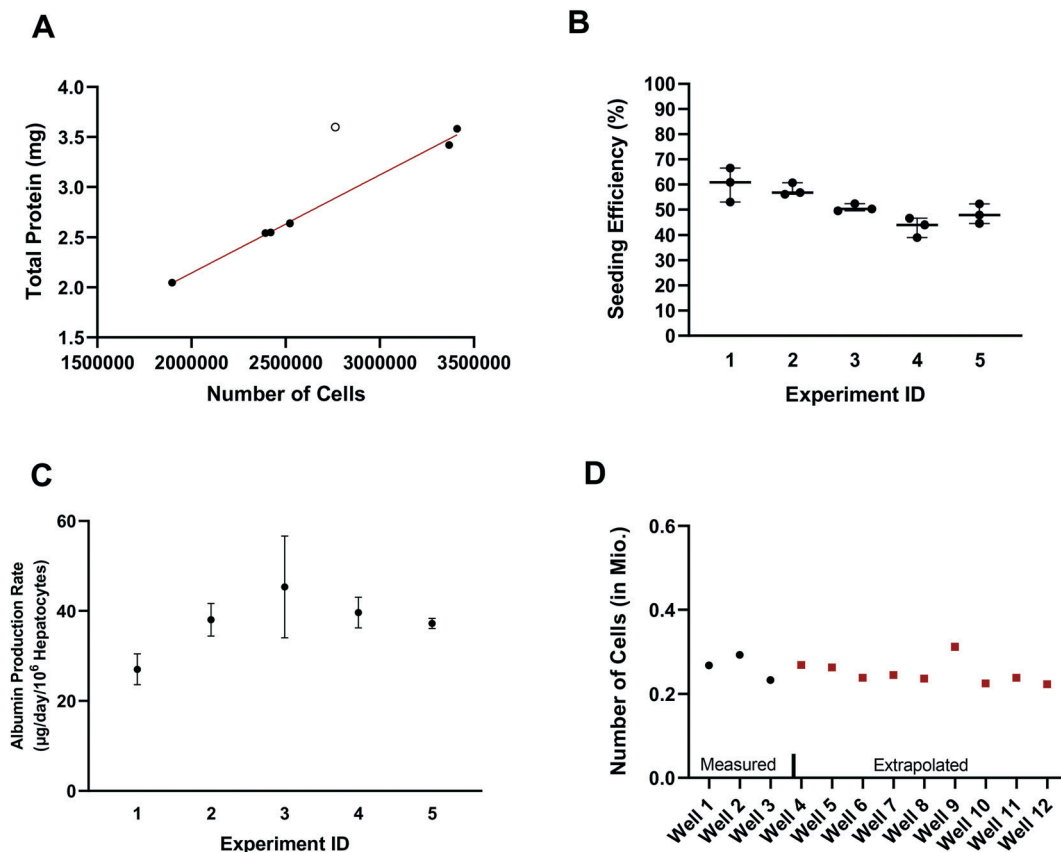 A
4.0
3.5
3.0
2.5
2.0
1.5
Total Protein (mg)
1500000 2000000 2500000 3000000 3500000
Number of Cells
B
100
90
80
70
60
50
40
30
20
10
0
Seeding Efficiency (%)
1 2 3 4 5
Experiment ID
C
60
40
20
0
Albumin Production Rate
(µg/day/10⁶ Hepatocytes)
1 2 3 4 5
Experiment ID
D
0.6
0.4
0.2
0.0
Number of Cells (in Mio.)
Measured Extrapolated
Well 1
Well 2
Well 3
Well 4
Well 5
Well 6
Well 7
Well 8
Well 9
Well 10
Well 11
Well 12